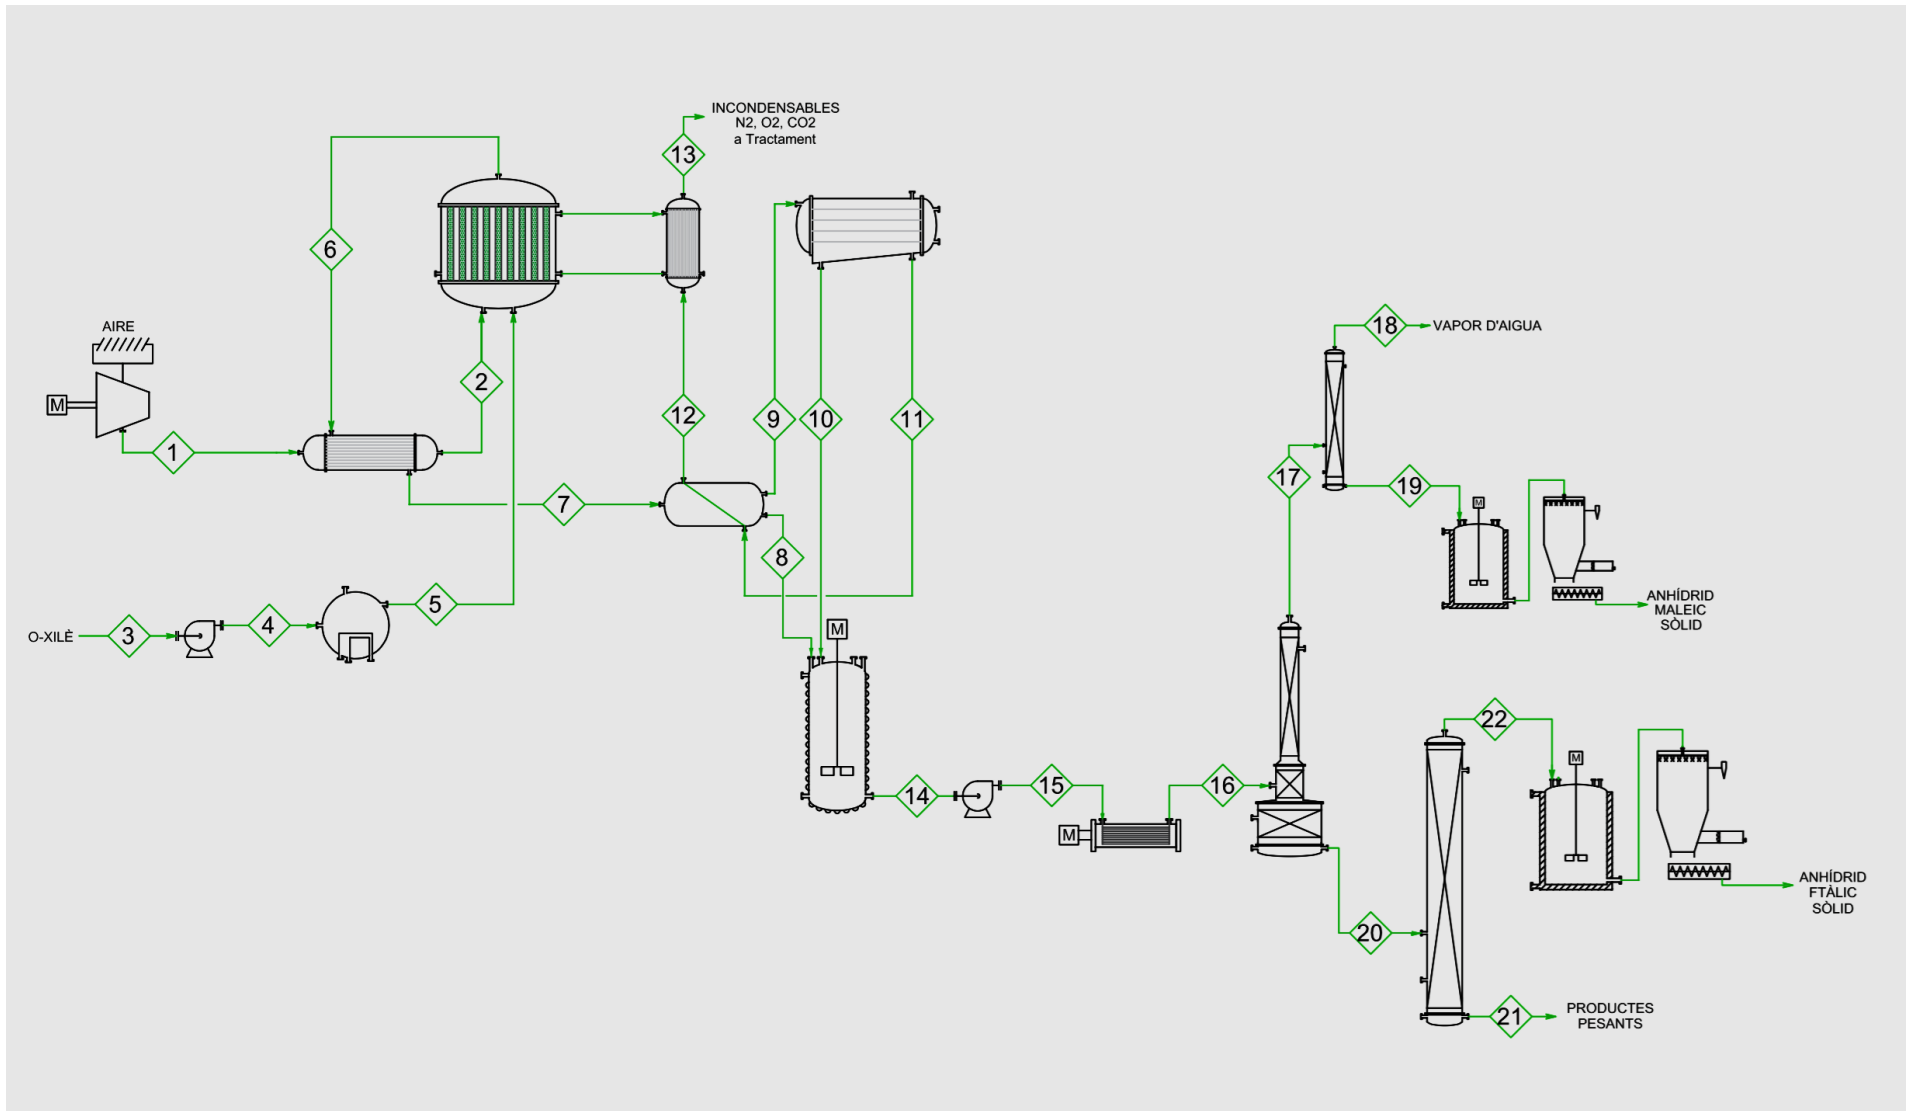 INCONDENSABLES
N2, O2, CO2
a Tractament
13
6
AIRE
M
1
2
12
9
10
11
7
8
18
VAPOR D'AIGUA
17
19
M
ANHÍDRID
MALEIC
SÒLID
O-XILÈ
3
4
5
M
14
15
M
16
22
M
20
21
PRODUCTES
PESANTS
ANHÍDRID
FTÀLIC
SÒLID